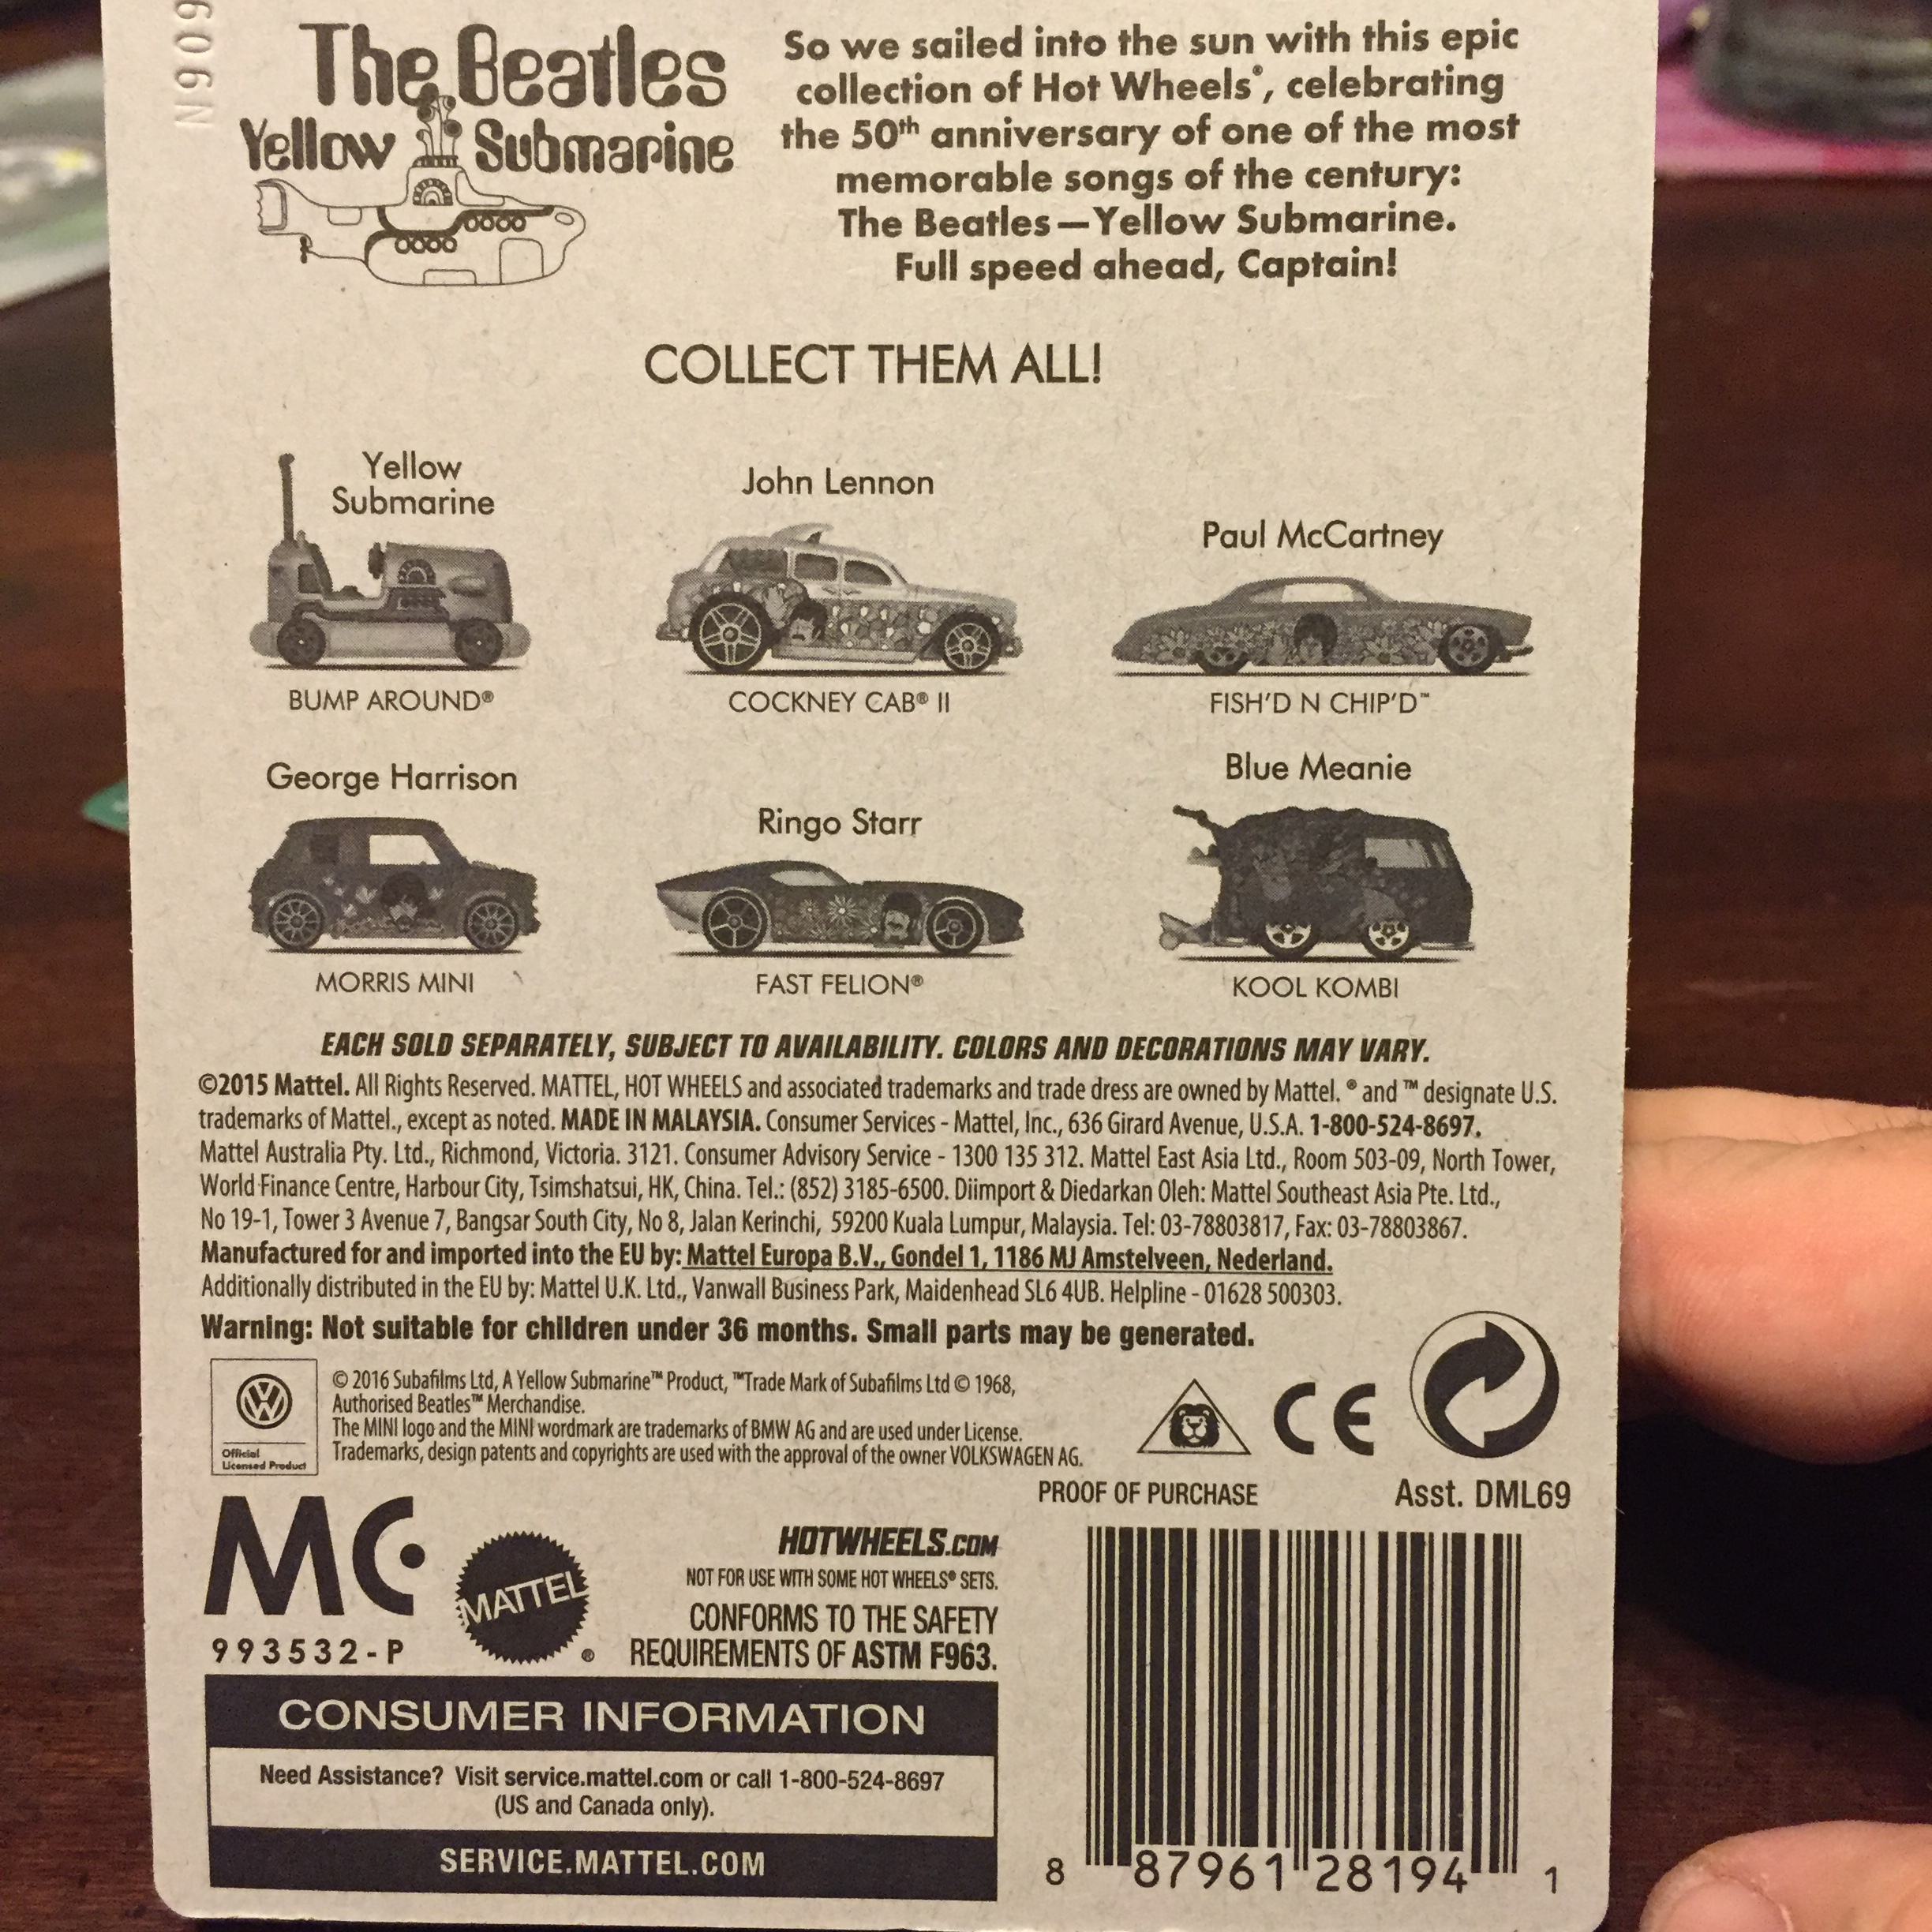 N909
The Beatles
Yellow Submarine
So we sailed into the sun with this epic
collection of Hot Wheels®, celebrating
the 50th anniversary of one of the most
memorable songs of the century:
The Beatles—Yellow Submarine.
Full speed ahead, Captain!
COLLECT THEM ALL!
Yellow
Submarine
BUMP AROUND®
John Lennon
COCKNEY CAB® II
Paul McCartney
FISH'D N CHIP'D™
George Harrison
MORRIS MINI
Ringo Starr
FAST FELION®
Blue Meanie
KOOL KOMBI
EACH SOLD SEPARATELY, SUBJECT TO AVAILABILITY. COLORS AND DECORATIONS MAY VARY.
©2015 Mattel. All Rights Reserved. MATTEL, HOT WHEELS and associated trademarks and trade dress are owned by Mattel. ® and ™ designate U.S.
trademarks of Mattel., except as noted. MADE IN MALAYSIA. Consumer Services - Mattel, Inc., 636 Girard Avenue, U.S.A. 1-800-524-8697.
Mattel Australia Pty. Ltd., Richmond, Victoria. 3121. Consumer Advisory Service - 1300 135 312. Mattel East Asia Ltd., Room 503-09, North Tower,
World Finance Centre, Harbour City, Tsimshatsui, HK, China. Tel.: (852) 3185-6500. Diimport & Diedarkan Oleh: Mattel Southeast Asia Pte. Ltd.,
No 19-1, Tower 3 Avenue 7, Bangsar South City, No 8, Jalan Kerinchi, 59200 Kuala Lumpur, Malaysia. Tel: 03-78803817, Fax: 03-78803867.
Manufactured for and imported into the EU by: Mattel Europa B.V., Gondel 1, 1186 MJ Amstelveen, Nederland.
Additionally distributed in the EU by: Mattel U.K. Ltd., Vanwall Business Park, Maidenhead SL6 4UB. Helpline - 01628 500303.
Warning: Not suitable for children under 36 months. Small parts may be generated.
Official
Licensed Product
© 2016 Subafilms Ltd, A Yellow Submarine™ Product, ™Trade Mark of Subafilms Ltd © 1968,
Authorised Beatles™ Merchandise.
The MINI logo and the MINI wordmark are trademarks of BMW AG and are used under License.
Trademarks, design patents and copyrights are used with the approval of the owner VOLKSWAGEN AG.
CE
PROOF OF PURCHASE
Asst. DML69
MC
993532-P
MATTEL®
HOTWHEELS.COM
NOT FOR USE WITH SOME HOT WHEELS® SETS.
CONFORMS TO THE SAFETY
REQUIREMENTS OF ASTM F963.
CONSUMER INFORMATION
Need Assistance? Visit service.mattel.com or call 1-800-524-8697
(US and Canada only).
SERVICE.MATTEL.COM
8 87961 28194 1